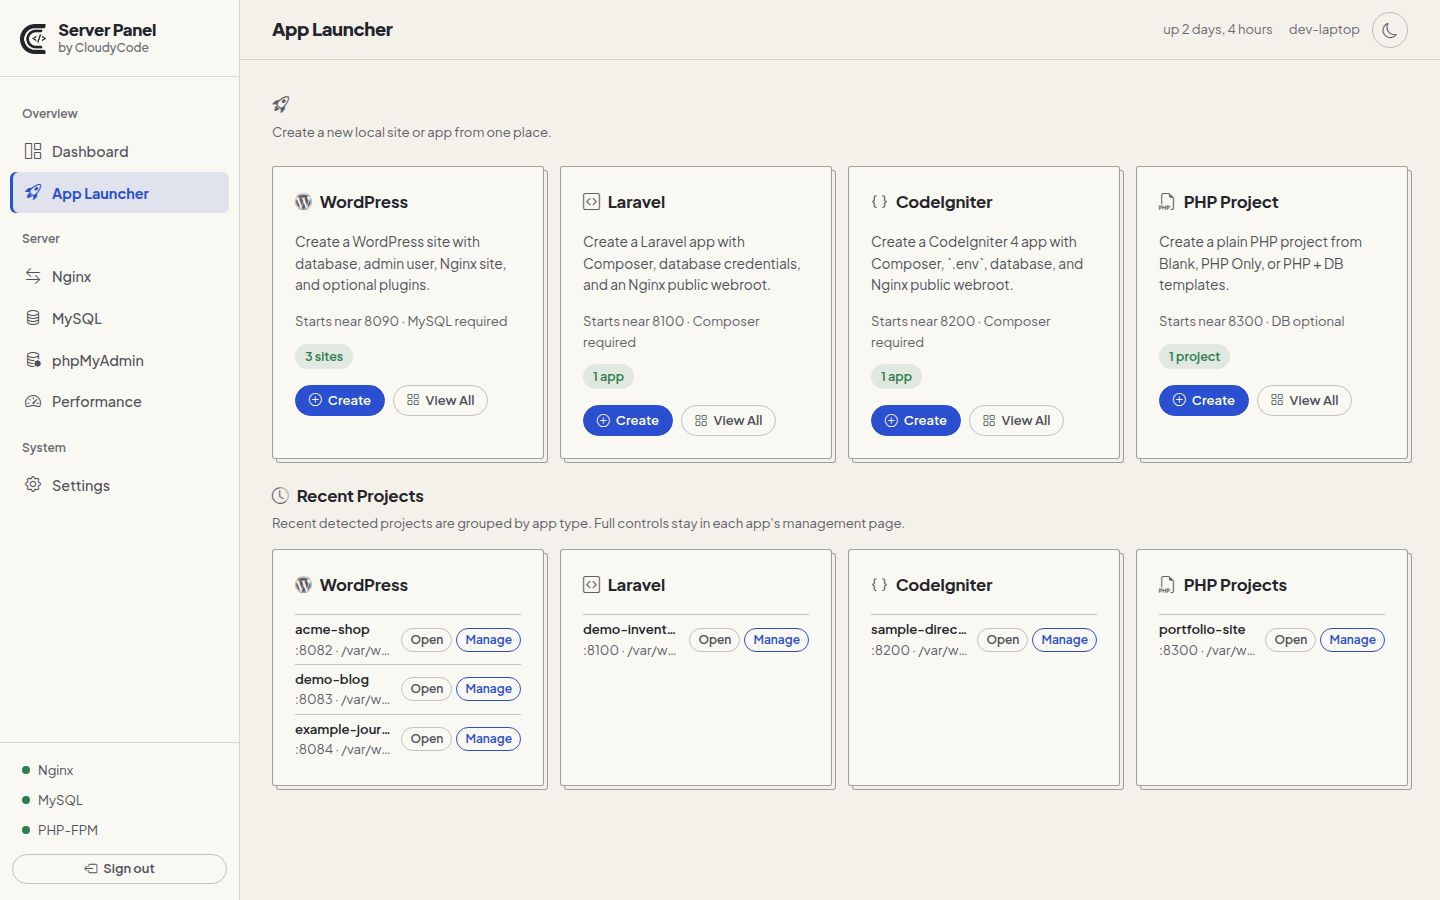 Server Panel
by CloudyCode
Overview
Dashboard
App Launcher
Server
Nginx
MySQL
phpMyAdmin
Performance
System
Settings
Nginx
MySQL
PHP-FPM
Sign out
App Launcher
up 2 days, 4 hours
dev-laptop
Create a new local site or app from one place.
WordPress
Create a WordPress site with
database, admin user, Nginx site,
and optional plugins.
Starts near 8090 · MySQL required
3 sites
Create
View All
Laravel
Create a Laravel app with
Composer, database credentials,
and an Nginx public webroot.
Starts near 8100 · Composer
required
1 app
Create
View All
CodeIgniter
Create a CodeIgniter 4 app with
Composer, `.env`, database, and
Nginx public webroot.
Starts near 8200 · Composer
required
1 app
Create
View All
PHP Project
Create a plain PHP project from
Blank, PHP Only, or PHP + DB
templates.
Starts near 8300 · DB optional
1 project
Create
View All
Recent Projects
Recent detected projects are grouped by app type. Full controls stay in each app's management page.
WordPress
acme-shop
:8082 · /var/w...
Open
Manage
demo-blog
:8083 · /var/w...
Open
Manage
example-jour...
:8084 · /var/w...
Open
Manage
Laravel
demo-invent...
:8100 · /var/w...
Open
Manage
CodeIgniter
sample-direc...
:8200 · /var/w...
Open
Manage
PHP Projects
portfolio-site
:8300 · /var/w...
Open
Manage